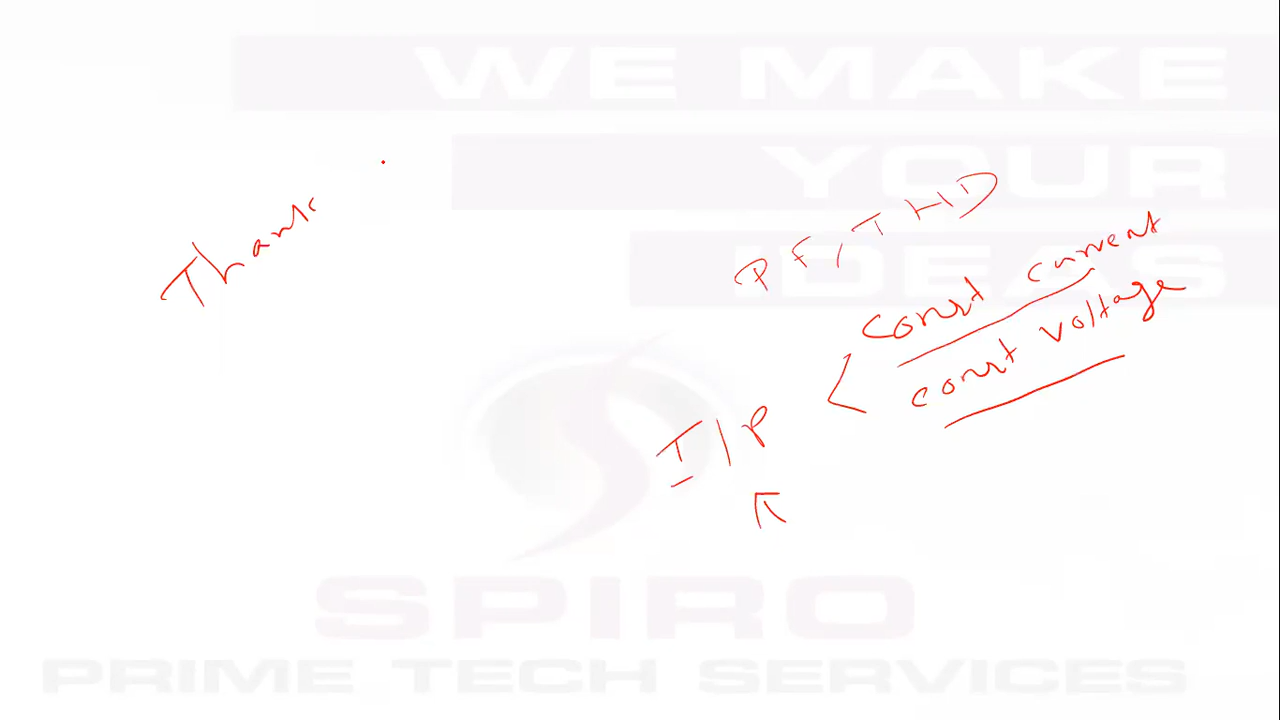 WE MAKE
YOUR
IDEAS
Thank
PF, THD
const current
const voltage
I/P
SPIRO
PRIME TECH SERVICES